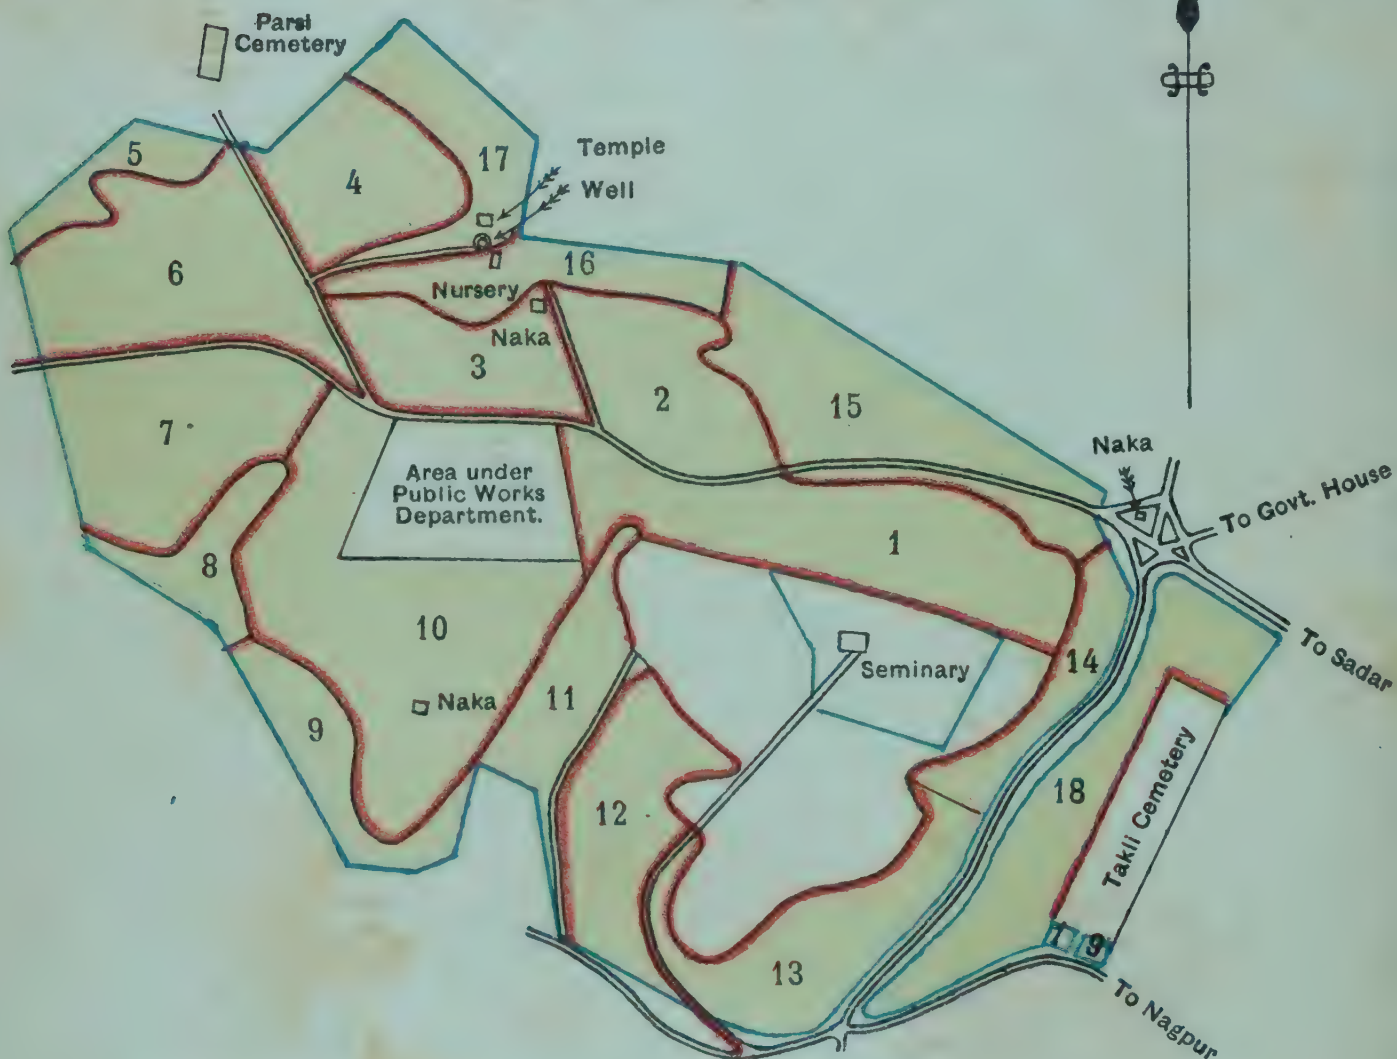 Parsi
Cemetery
5
4
17
Temple
Well
6
16
Nursery
Naka
3
2
15
7
Area under
Public Works
Department.
Naka
To Govt. House
1
8
10
14
To Sadar
Seminary
Naka
11
9
12
18
Takli Cemetery
13
19
To Nagpur